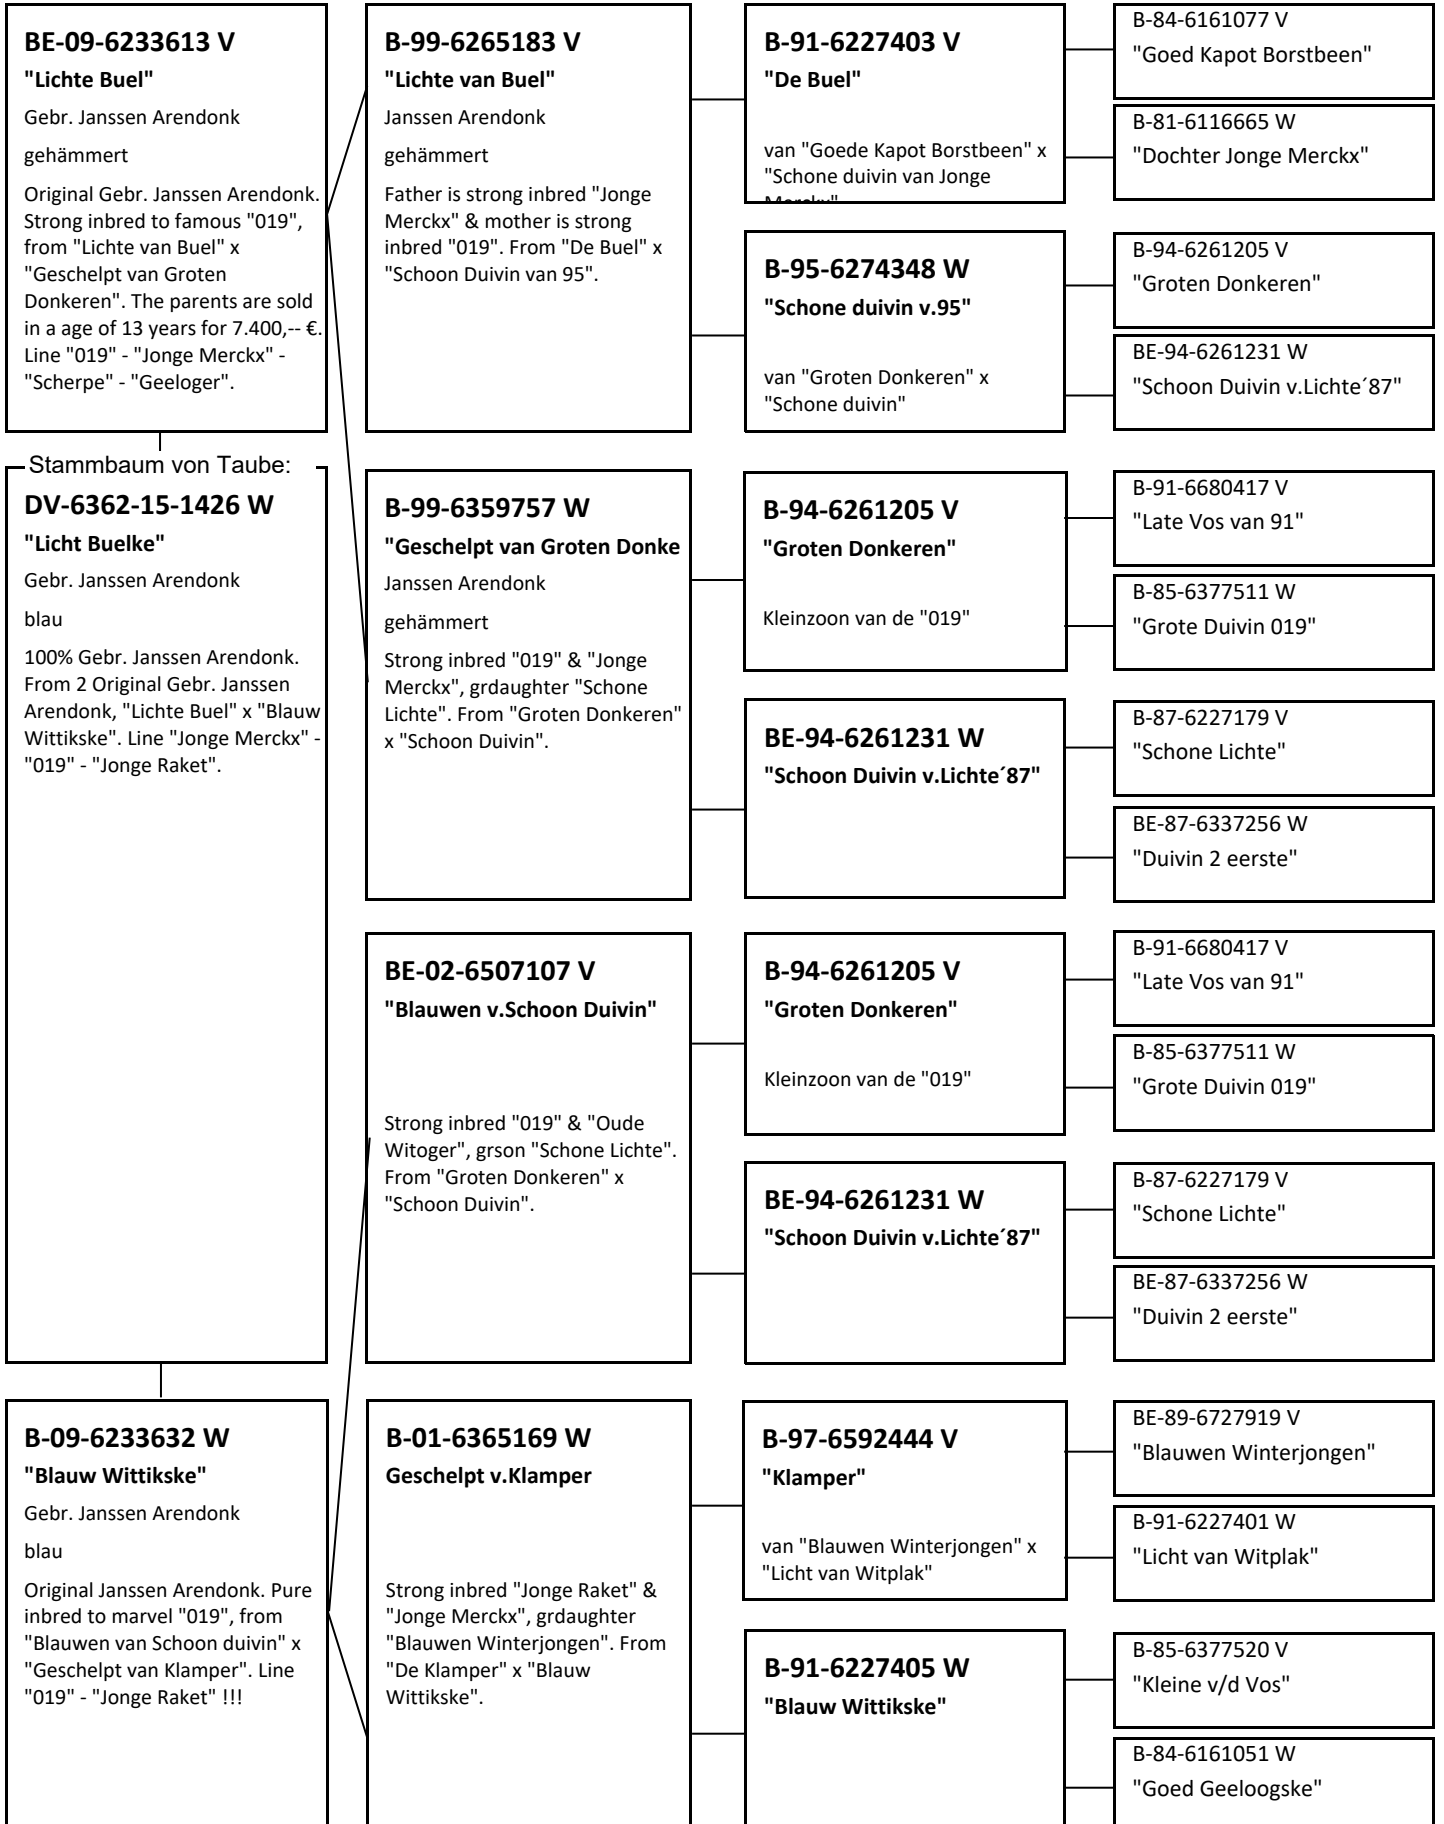 BE-09-6233613 V
"Lichte Buel"
Gebr. Janssen Arendonk
gehämmert
Original Gebr. Janssen Arendonk.
Strong inbred to famous "019",
from "Lichte van Buel" x
"Geschelpt van Groten
Donkeren". The parents are sold
in a age of 13 years for 7.400,-- €.
Line "019" - "Jonge Merckx" -
"Scherpe" - "Geeloger".
Stammbaum von Taube:
DV-6362-15-1426 W
"Licht Buelke"
Gebr. Janssen Arendonk
blau
100% Gebr. Janssen Arendonk.
From 2 Original Gebr. Janssen
Arendonk, "Lichte Buel" x "Blauw
Wittikske". Line "Jonge Merckx" -
"019" - "Jonge Raket".
B-09-6233632 W
"Blauw Wittikske"
Gebr. Janssen Arendonk
blau
Original Janssen Arendonk. Pure
inbred to marvel "019", from
"Blauwen van Schoon duivin" x
"Geschelpt van Klamper". Line
"019" - "Jonge Raket" !!!
B-99-6265183 V
"Lichte van Buel"
Janssen Arendonk
gehämmert
Father is strong inbred "Jonge
Merckx" & mother is strong
inbred "019". From "De Buel" x
"Schoon Duivin van 95".
B-99-6359757 W
"Geschelpt van Groten Donke
Janssen Arendonk
gehämmert
Strong inbred "019" & "Jonge
Merckx", grdaughter "Schone
Lichte". From "Groten Donkeren"
x "Schoon Duivin".
BE-02-6507107 V
"Blauwen v.Schoon Duivin"
Strong inbred "019" & "Oude
Witoger", grson "Schone Lichte".
From "Groten Donkeren" x
"Schoon Duivin".
B-01-6365169 W
Geschelpt v.Klamper
Strong inbred "Jonge Raket" &
"Jonge Merckx", grdaughter
"Blauwen Winterjongen". From
"De Klamper" x "Blauw
Wittikske".
B-91-6227403 V
"De Buel"
van "Goede Kapot Borstbeen" x
"Schone duivin van Jonge
Merckx"
B-95-6274348 W
"Schone duivin v.95"
van "Groten Donkeren" x
"Schone duivin"
B-94-6261205 V
"Groten Donkeren"
Kleinzoon van de "019"
BE-94-6261231 W
"Schoon Duivin v.Lichte´87"
B-94-6261205 V
"Groten Donkeren"
Kleinzoon van de "019"
BE-94-6261231 W
"Schoon Duivin v.Lichte´87"
B-97-6592444 V
"Klamper"
van "Blauwen Winterjongen" x
"Licht van Witplak"
B-91-6227405 W
"Blauw Wittikske"
B-84-6161077 V
"Goed Kapot Borstbeen"
B-81-6116665 W
"Dochter Jonge Merckx"
B-94-6261205 V
"Groten Donkeren"
BE-94-6261231 W
"Schoon Duivin v.Lichte´87"
B-91-6680417 V
"Late Vos van 91"
B-85-6377511 W
"Grote Duivin 019"
B-87-6227179 V
"Schone Lichte"
BE-87-6337256 W
"Duivin 2 eerste"
B-91-6680417 V
"Late Vos van 91"
B-85-6377511 W
"Grote Duivin 019"
B-87-6227179 V
"Schone Lichte"
BE-87-6337256 W
"Duivin 2 eerste"
BE-89-6727919 V
"Blauwen Winterjongen"
B-91-6227401 W
"Licht van Witplak"
B-85-6377520 V
"Kleine v/d Vos"
B-84-6161051 W
"Goed Geeloogske"